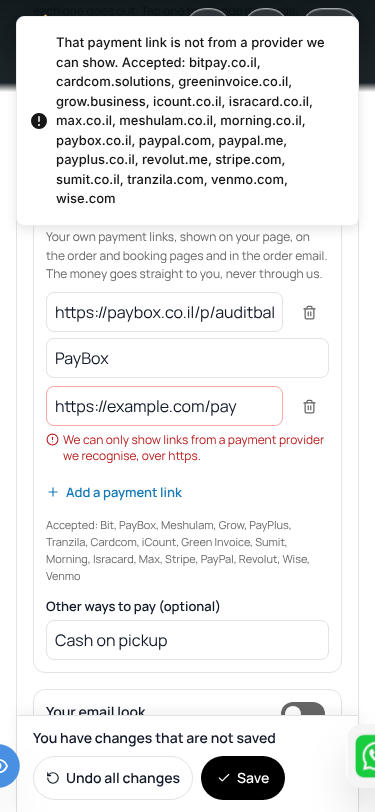 That payment link is not from a provider we
can show. Accepted: bitpay.co.il,
cardcom.solutions, greeninvoice.co.il,
grow.business, icount.co.il, isracard.co.il,
max.co.il, meshulam.co.il, morning.co.il,
paybox.co.il, paypal.com, paypal.me,
payplus.co.il, revolut.me, stripe.com,
sumit.co.il, tranzila.com, venmo.com,
wise.com
Your own payment links, shown on your page, on
the order and booking pages and in the order email.
The money goes straight to you, never through us.
https://paybox.co.il/p/auditbal
PayBox
https://example.com/pay
We can only show links from a payment provider
we recognise, over https.
Add a payment link
Accepted: Bit, PayBox, Meshulam, Grow, PayPlus,
Tranzila, Cardcom, iCount, Green Invoice, Sumit,
Morning, Isracard, Max, Stripe, PayPal, Revolut, Wise,
Venmo
Other ways to pay (optional)
Cash on pickup
Your email look
You have changes that are not saved
Undo all changes
Save